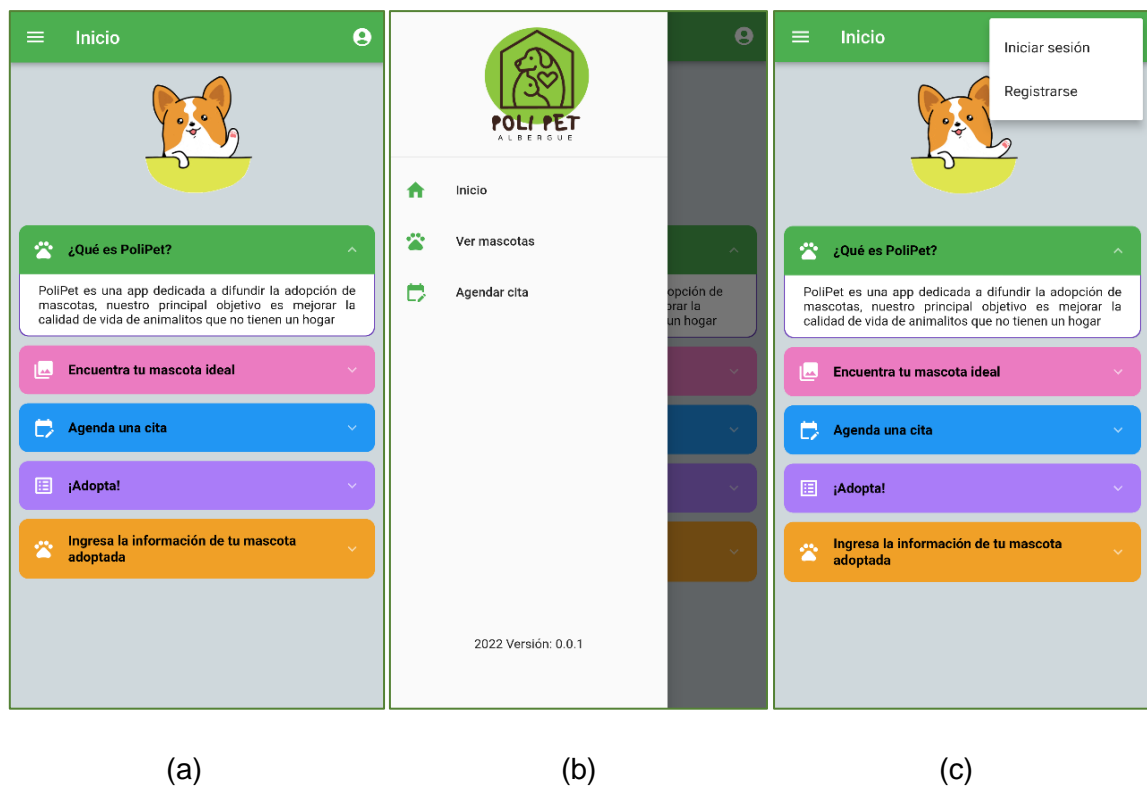 Inicio
¿Qué es PoliPet?
PoliPet es una app dedicada a difundir la adopción de
mascotas, nuestro principal objetivo es mejorar la
calidad de vida de animalitos que no tienen un hogar
Encuentra tu mascota ideal
Agenda una cita
¡Adopta!
Ingresa la información de tu mascota
adoptada
(a)
POLI PET
ALBERGUE
Inicio
Ver mascotas
Agendar cita
opción de
orar la
un hogar
2022 Versión: 0.0.1
(b)
Inicio
Iniciar sesión
Registrarse
¿Qué es PoliPet?
PoliPet es una app dedicada a difundir la adopción de
mascotas, nuestro principal objetivo es mejorar la
calidad de vida de animalitos que no tienen un hogar
Encuentra tu mascota ideal
Agenda una cita
¡Adopta!
Ingresa la información de tu mascota
adoptada
(c)